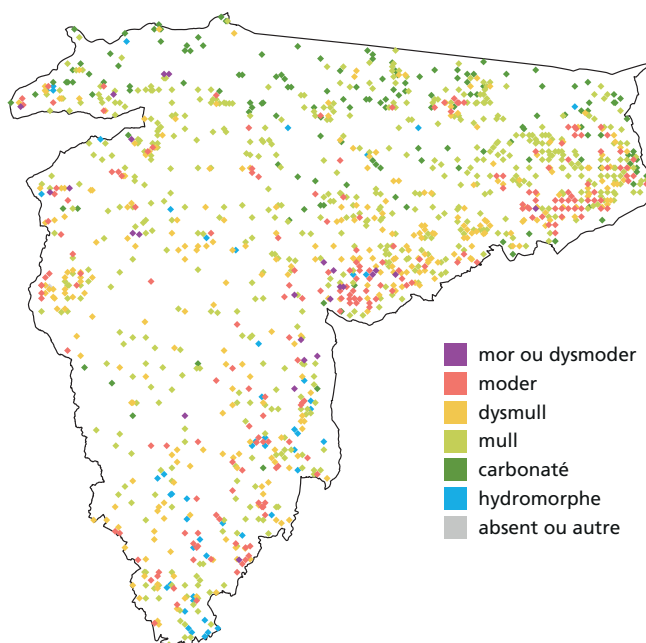 mor ou dysmoder
moder
dysmull
mull
carbonaté
hydromorphe
absent ou autre